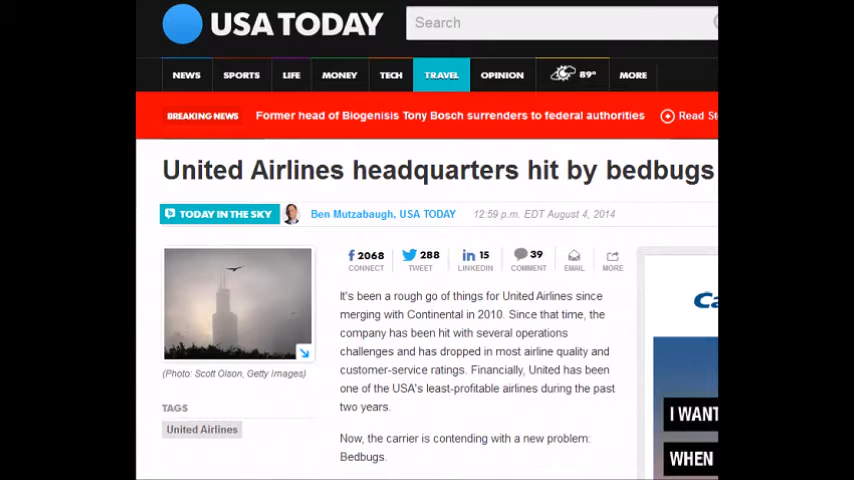 USA TODAY
Search
NEWS SPORTS LIFE MONEY TECH TRAVEL OPINION 89° MORE
BREAKING NEWS Former head of Biogenisis Tony Bosch surrenders to federal authorities Read
United Airlines headquarters hit by bedbugs
TODAY IN THE SKY Ben Mutzabaugh, USA TODAY 12:59 p.m. EDT August 4, 2014
2068 288 15 39
CONNECT TWEET LINKEDIN COMMENT EMAIL MORE
It's been a rough go of things for United Airlines since
merging with Continental in 2010. Since that time, the
company has been hit with several operations
challenges and has dropped in most airline quality and
customer-service ratings. Financially, United has been
one of the USA's least-profitable airlines during the past
two years.
Now, the carrier is contending with a new problem:
Bedbugs.
(Photo: Scott Olson, Getty Images)
TAGS
United Airlines
I WANT
WHEN